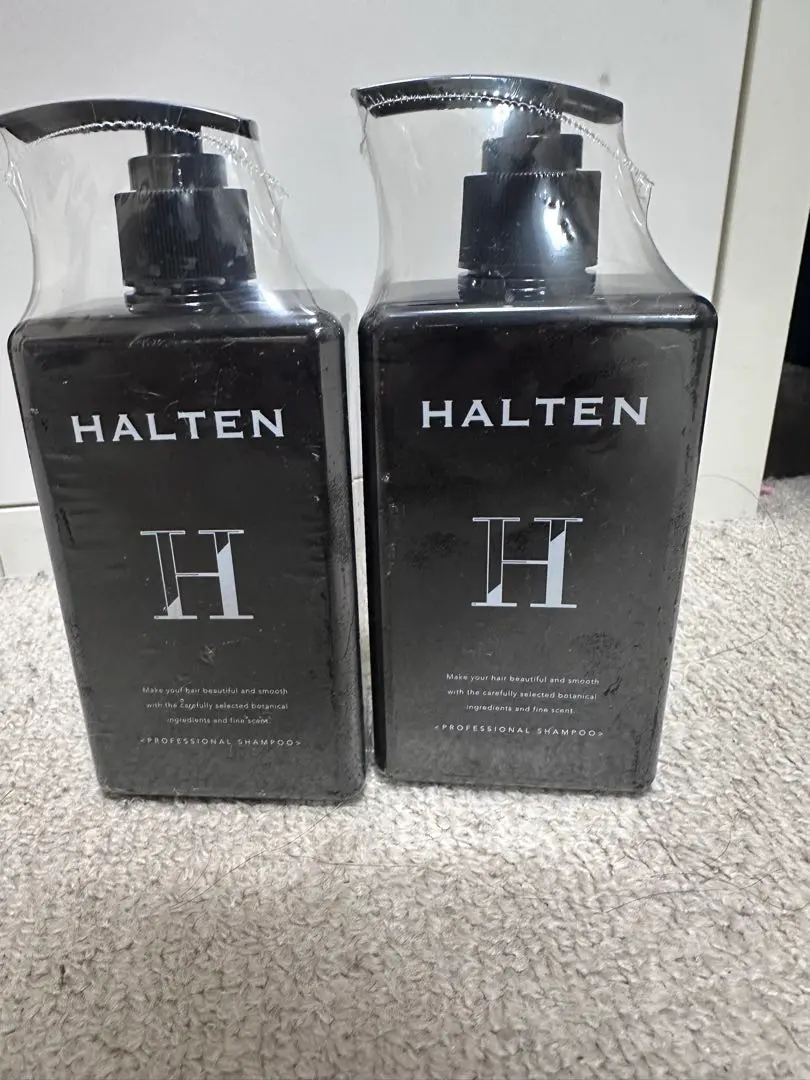 HALTEN
H
Make your hair beautiful and smooth
with the carefully selected botanical
ingredients and fine scent.
<PROFESSIONAL SHAMPOO>
HALTEN
H
Make your hair beautiful and smooth
with the carefully selected botanical
ingredients and fine scent.
<PROFESSIONAL SHAMPOO>